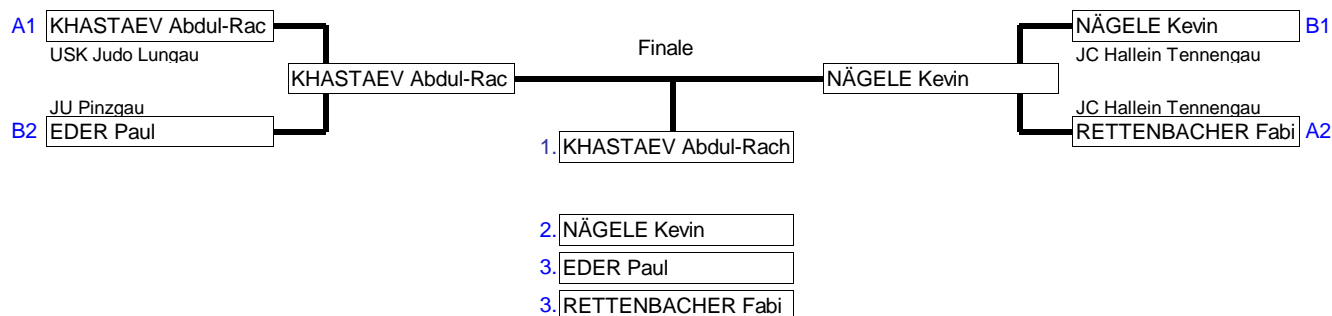 A1 KHASTAEV Abdul-Rac
USK Judo Lungau
JU Pinzgau
B2 EDER Paul
KHASTAEV Abdul-Rac
Finale
NÄGELE Kevin
NÄGELE Kevin B1
JC Hallein Tennengau
JC Hallein Tennengau
RETTENBACHER Fabi A2
1. KHASTAEV Abdul-Rach
2. NÄGELE Kevin
3. EDER Paul
3. RETTENBACHER Fabi